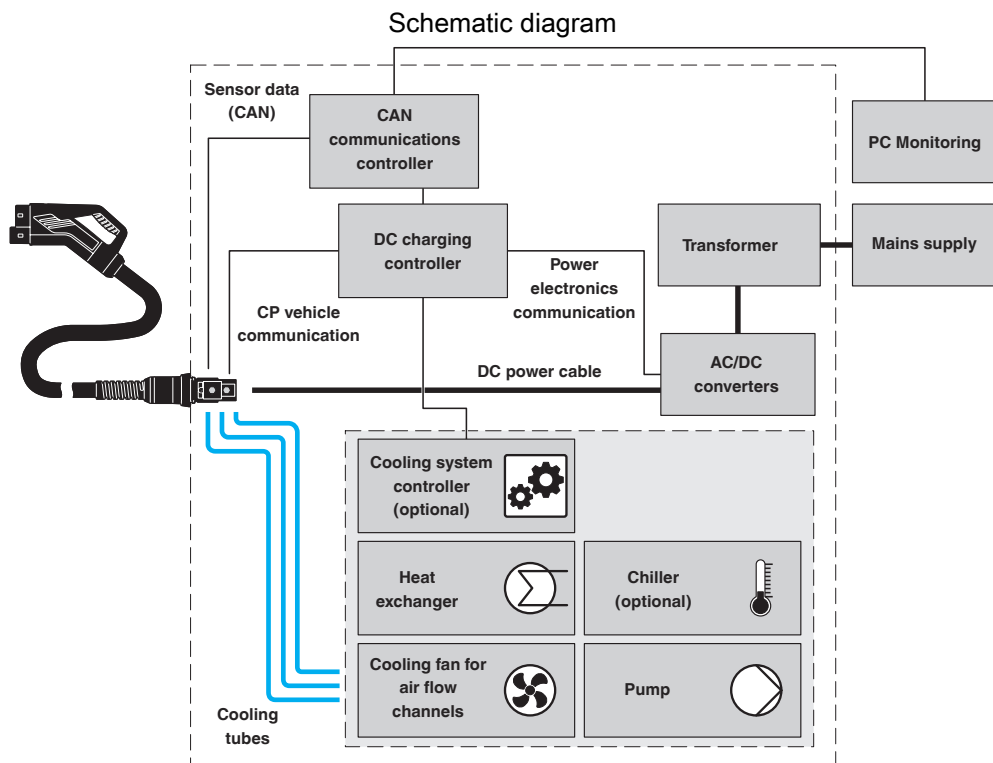 Schematic diagram
Sensor data
(CAN)
CAN
communications
controller
PC Monitoring
DC charging
controller
Transformer
Mains supply
Power
electronics
communication
CP vehicle
communication
DC power cable
AC/DC
converters
Cooling system
controller
(optional)
Heat
exchanger
Chiller
(optional)
Cooling fan for
air flow
channels
Pump
Cooling
tubes